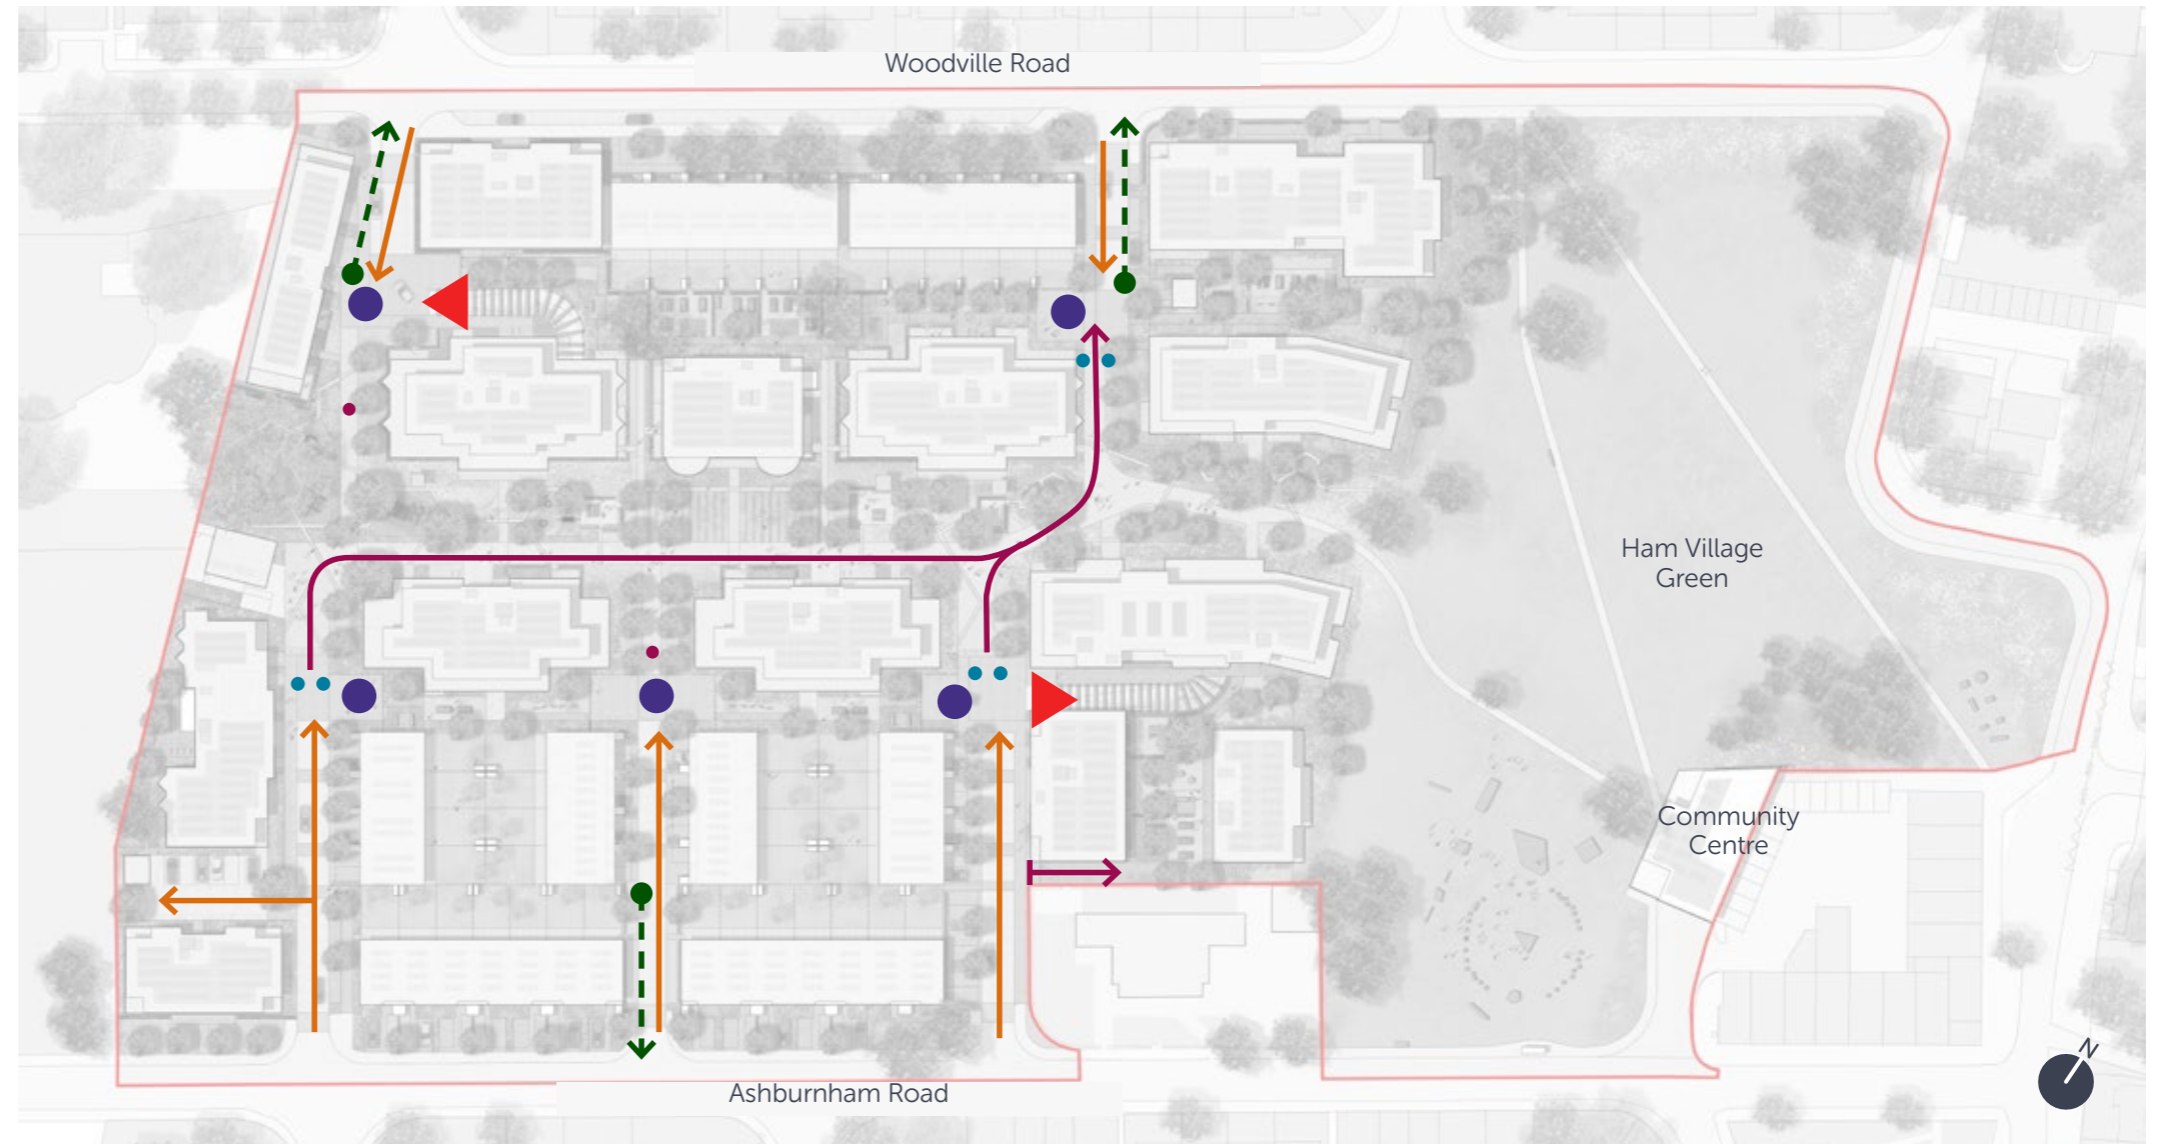 Woodville Road
Ham Village
Green
Community
Centre
Ashburnham Road
N